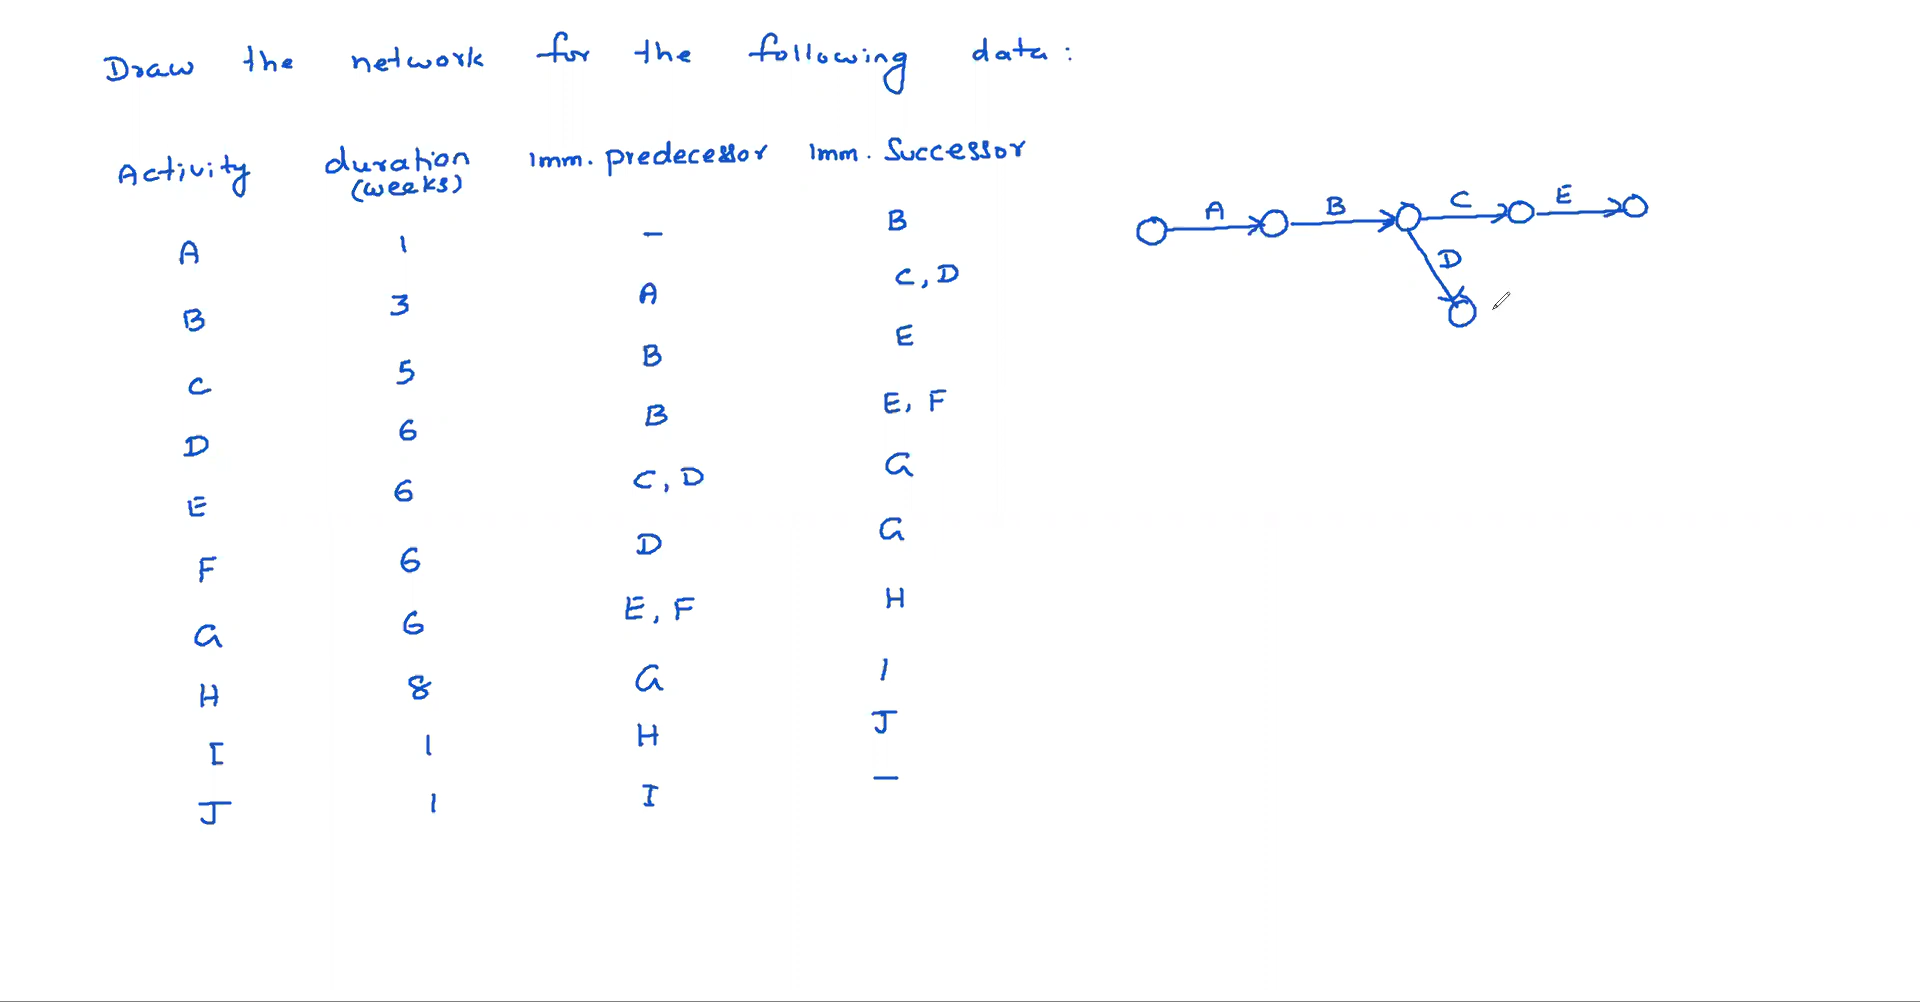 Draw the network for the following data:
Activity duration (weeks) Imm. predecessor Imm. Successor
A 1 – B
B 3 A C, D
C 5 B E
D 6 B E, F
E 6 C, D G
F 6 D G
G 6 E, F H
H 8 G I
I 1 H J
J 1 I –
A B C E
D